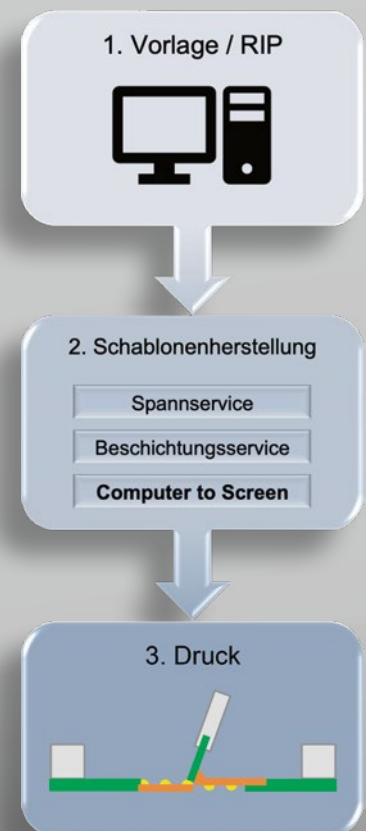 1. Vorlage / RIP
2. Schablonenherstellung
Spannservice
Beschichtungsservice
Computer to Screen
3. Druck